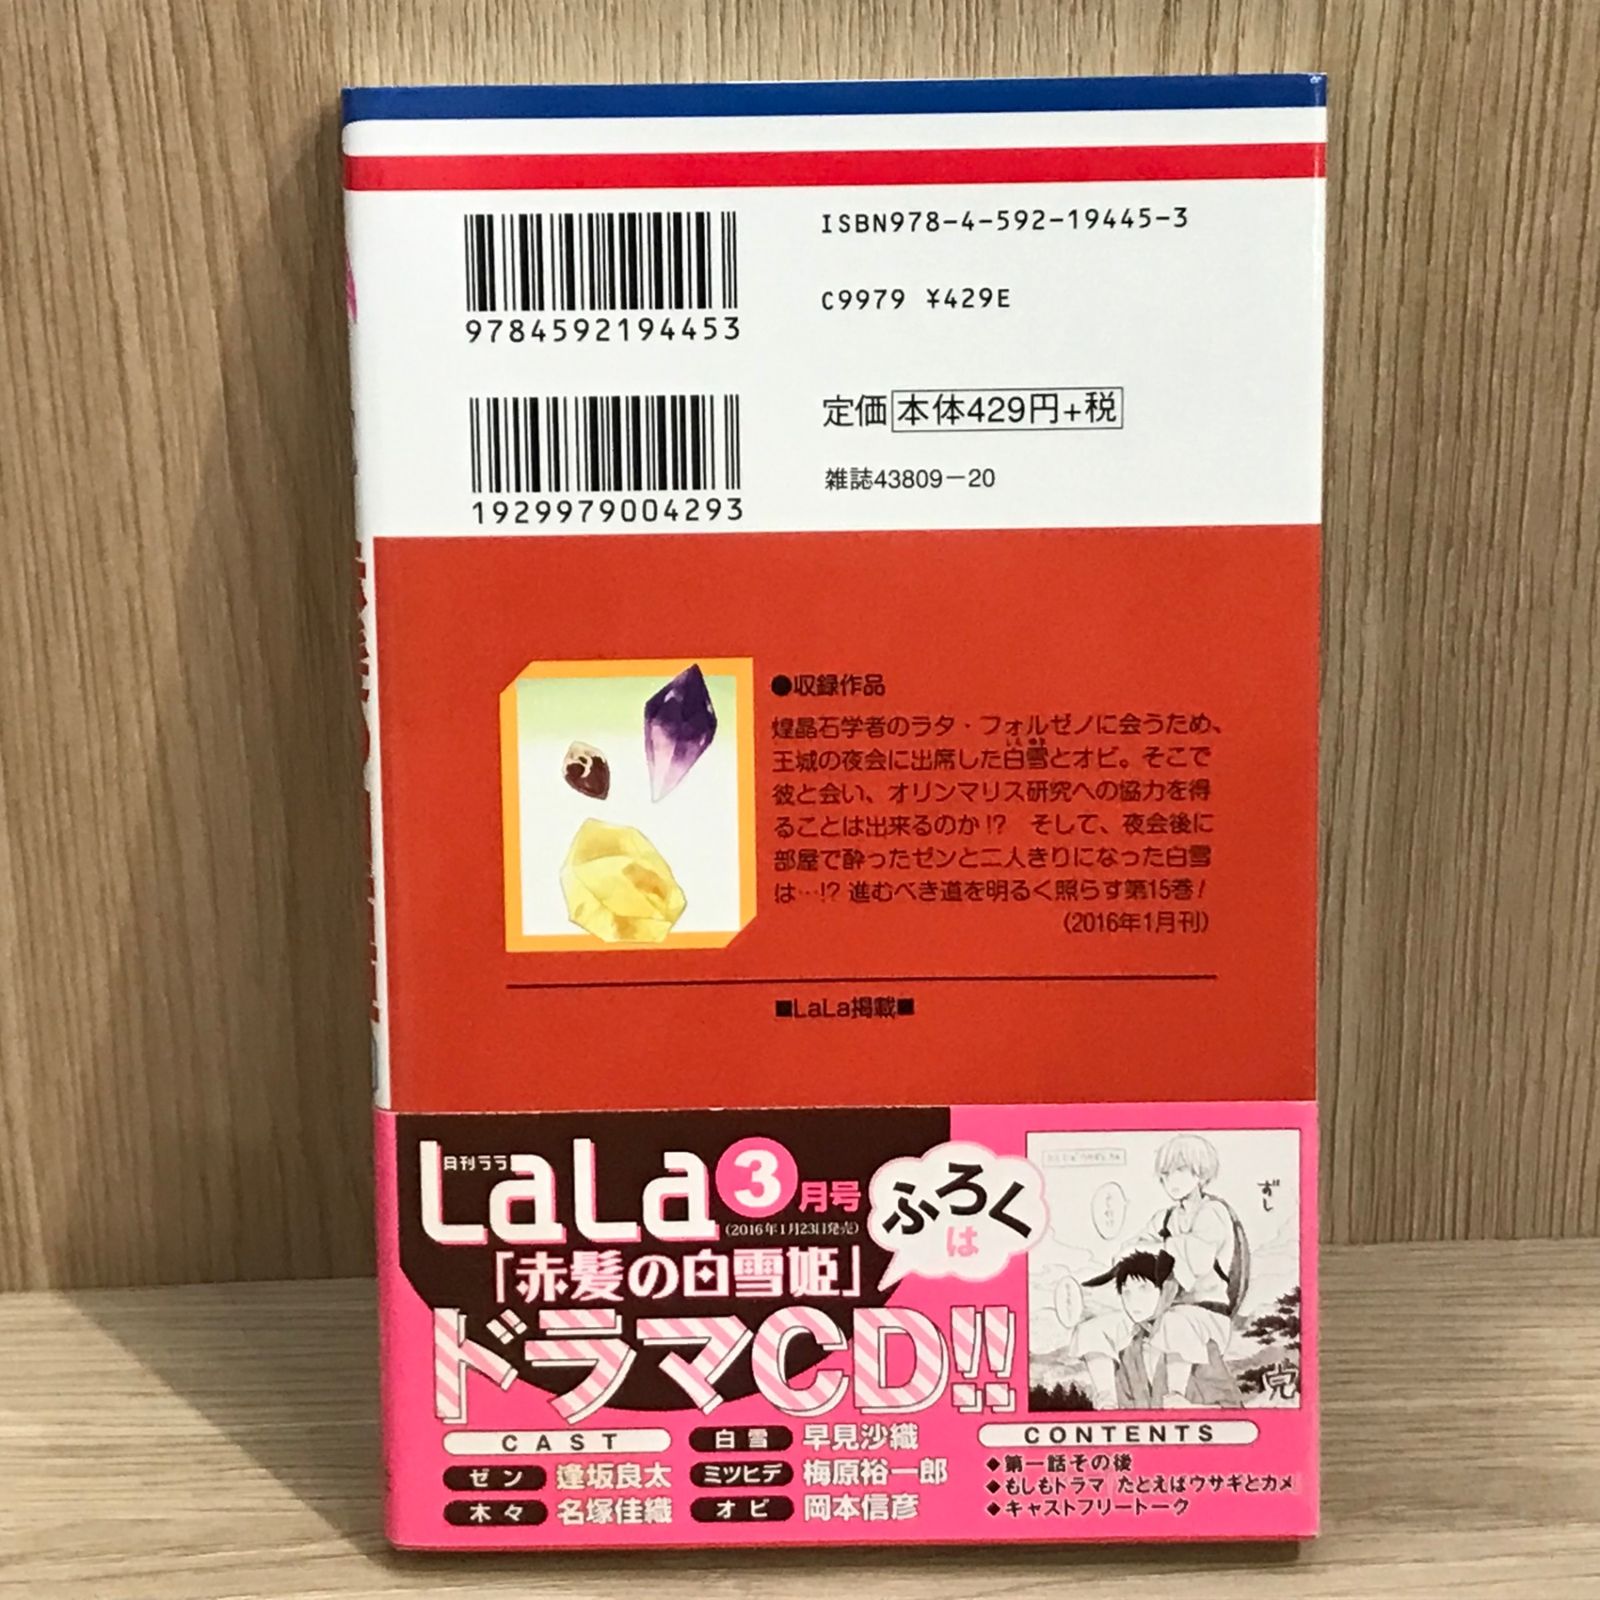 ISBN978-4-592-19445-3
9784592194453
C9979 ¥429E
定価 本体429円+税
1929979004293
雑誌43809-20
●収録作品
煌晶石学者のラタ・フォルゼノに会うため、
王城の夜会に出席した白雪とオビ。そこで
彼と会い、オリンマリス研究への協力を得
ることは出来るのか!? そして、夜会後に
部屋で酔ったゼンと二人きりになった白雪
は…!? 進むべき道を明るく照らす第15巻!
(2016年1月刊)
■LaLa掲載■
月刊ララ
LaLa3月号
(2016年1月23日発売)
ふろく
は
「赤髪の白雪姫」
ドラマCD!!
ずし
完
CAST
白雪 早見沙織
ゼン 逢坂良太
ミツヒデ 梅原裕一郎
木々 名塚佳織
オビ 岡本信彦
CONTENTS
◆第一話その後
◆もしもドラマ「たとえばウサギとカメ」
◆キャストフリートーク